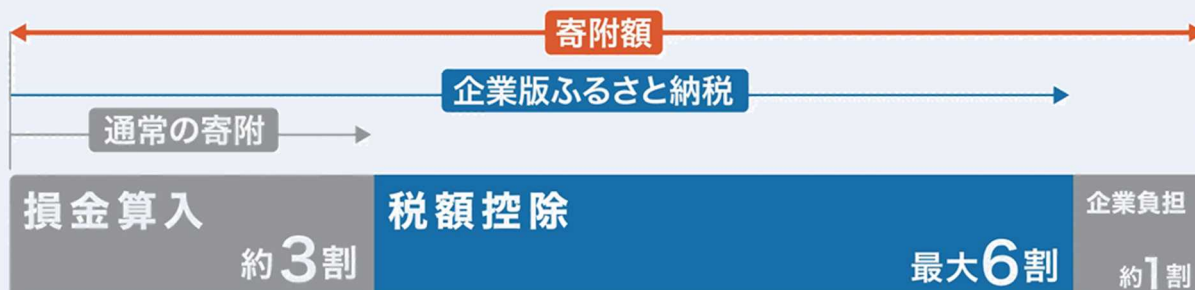 寄附額
企業版ふるさと納税
通常の寄附
損金算入
約3割
税額控除
最大6割
企業負担
約1割